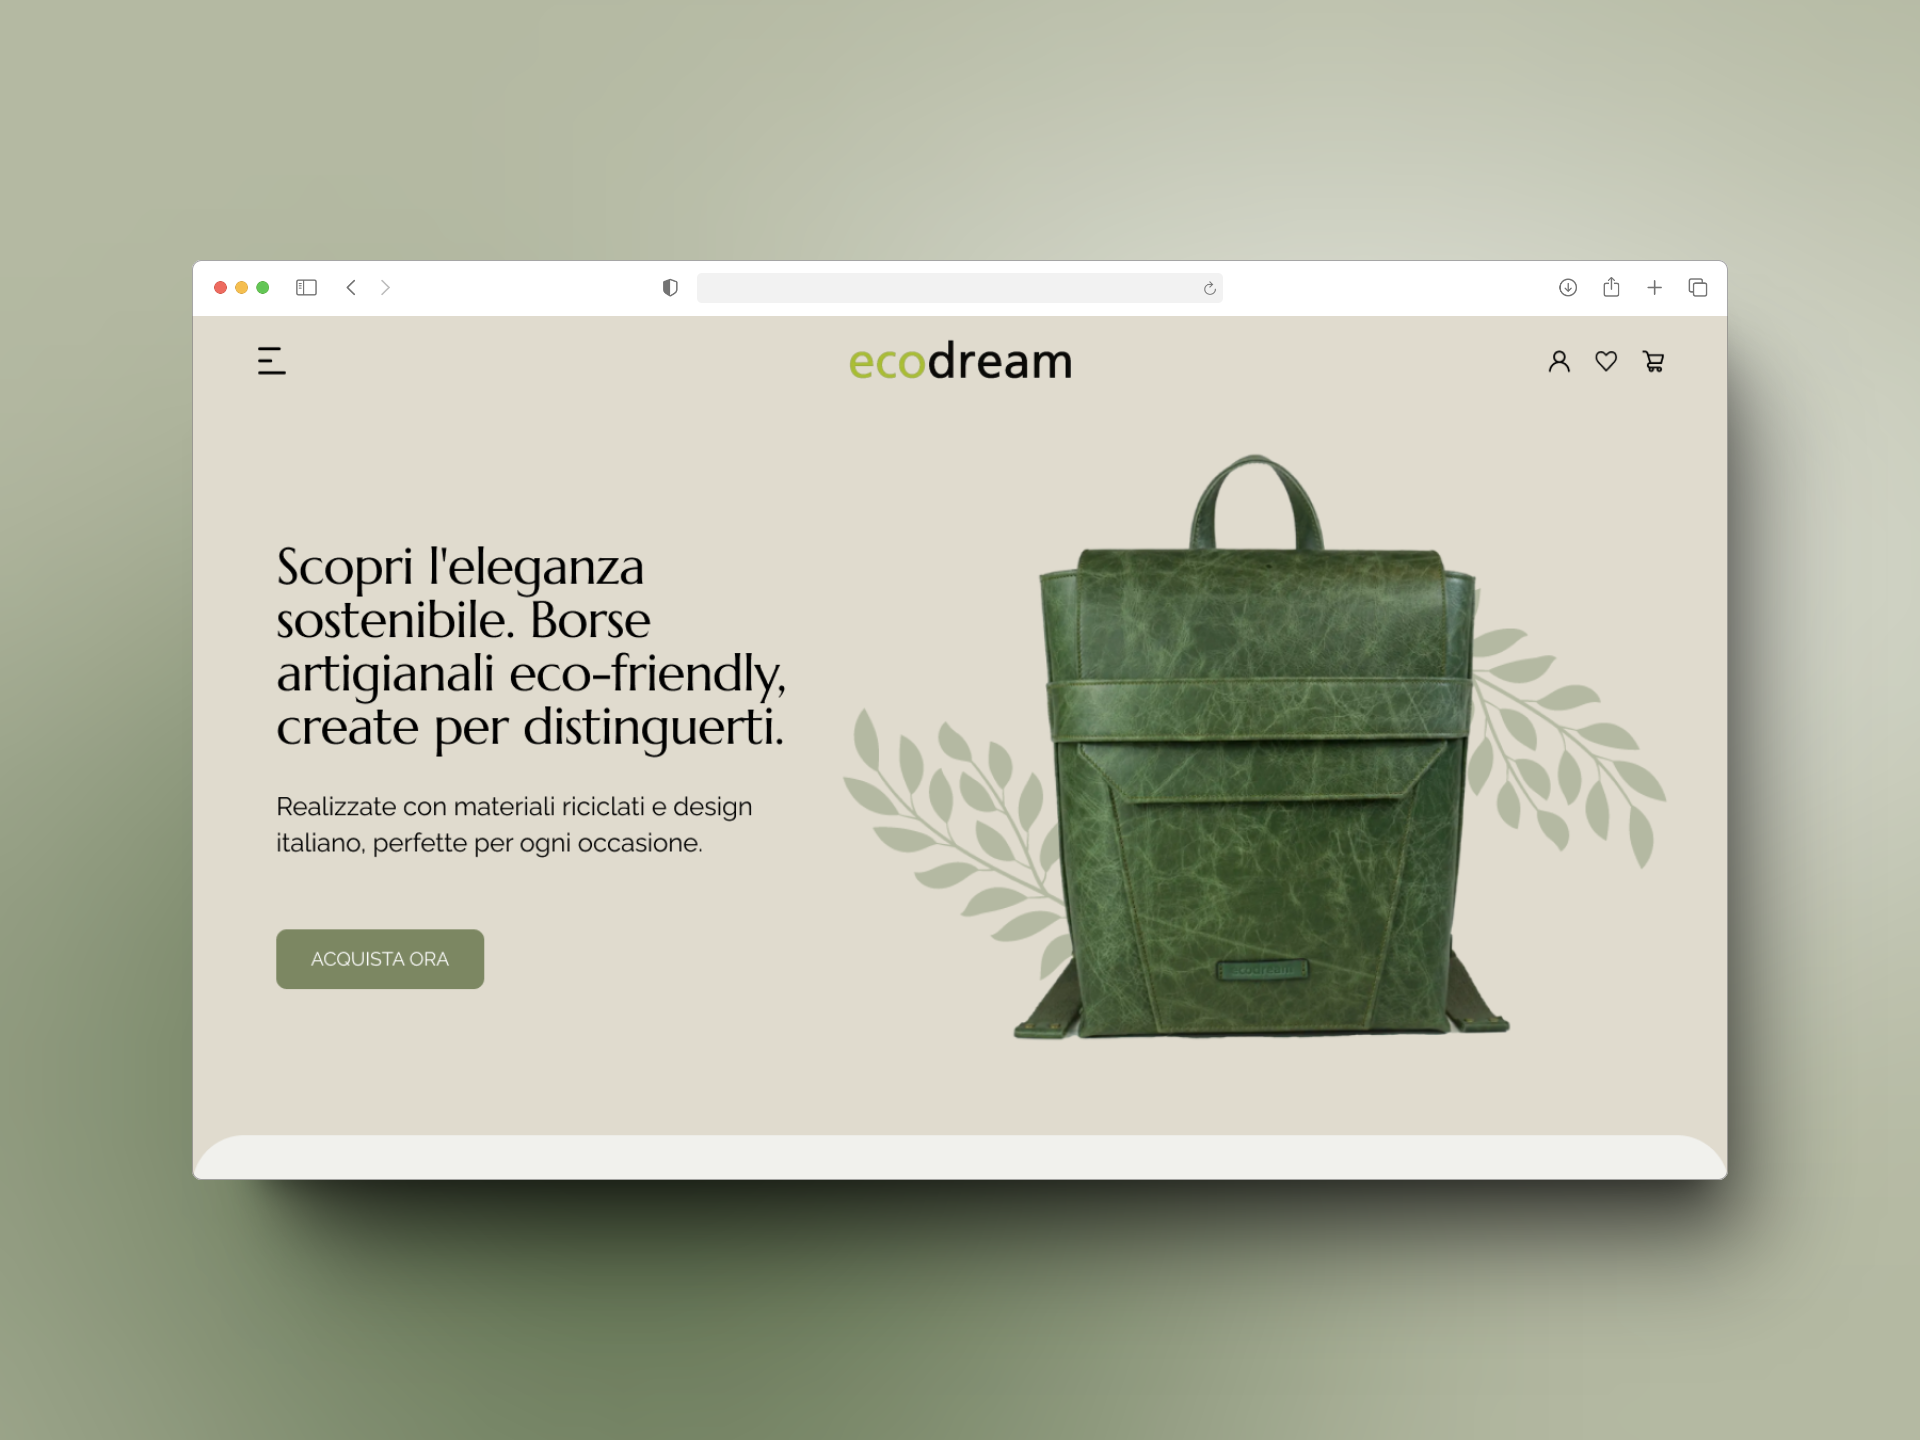 ecodream
Scopri l'eleganza
sostenibile. Borse
artigianali eco-friendly,
create per distinguerti.
Realizzate con materiali riciclati e design
italiano, perfette per ogni occasione.
ACQUISTA ORA
ecodream